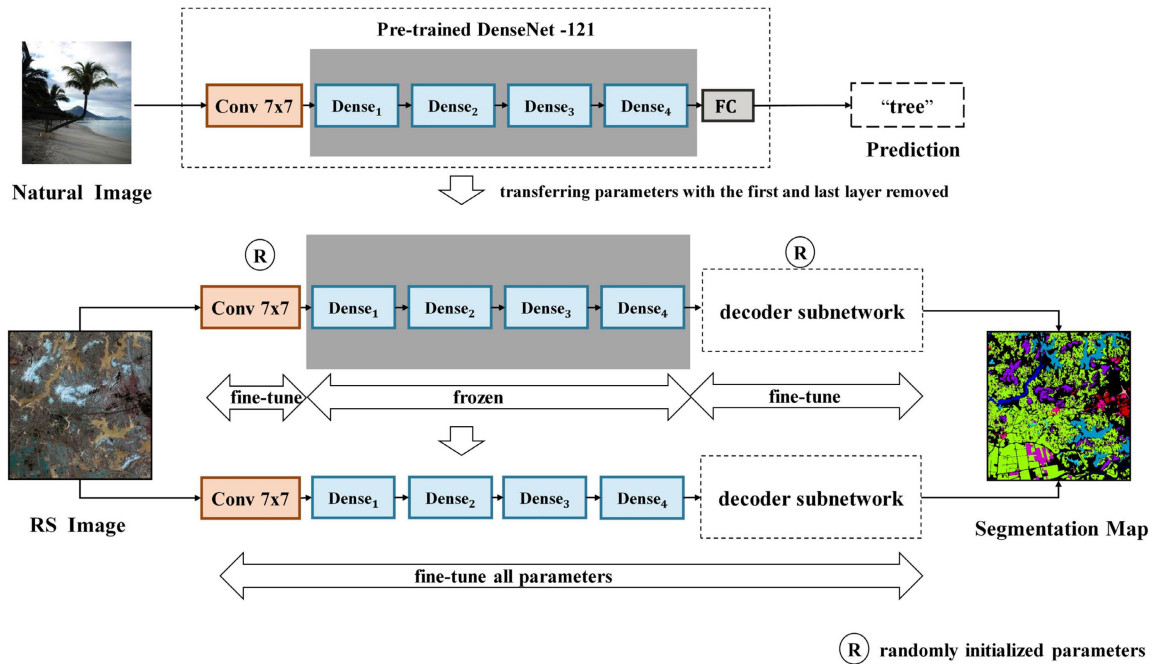 Pre-trained DenseNet -121
Conv 7x7
Dense₁
Dense₂
Dense₃
Dense₄
FC
“tree”
Prediction
Natural Image
transferring parameters with the first and last layer removed
R
R
Conv 7x7
Dense₁
Dense₂
Dense₃
Dense₄
decoder subnetwork
fine-tune
frozen
fine-tune
Conv 7x7
Dense₁
Dense₂
Dense₃
Dense₄
decoder subnetwork
RS Image
Segmentation Map
fine-tune all parameters
R randomly initialized parameters